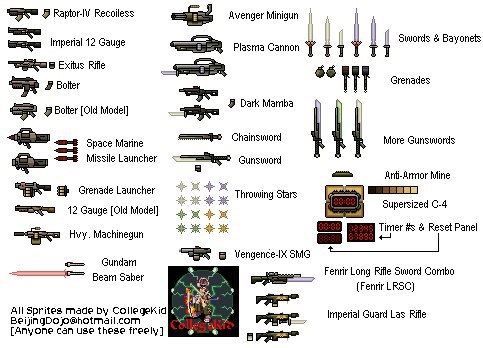 Raptor-IV Recoiless
Imperial 12 Gauge
Exitus Rifle
Bolter
Bolter [Old Model]
Space Marine
Missile Launcher
Grenade Launcher
12 Gauge [Old Model]
Hvy. Machinegun
Gundam
Beam Saber
All Sprites made by CollegeKid
BeijingDojo@hotmail.com
[Anyone can use these freely]
Avenger Minigun
Plasma Cannon
Dark Mamba
Chainsword
Gunsword
Throwing Stars
Vengence-IX SMG
CollegeKid
Swords & Bayonets
Grenades
More Gunswords
Anti-Armor Mine
Supersized C-4
00:00
Timer #s & Reset Panel
00:00
12345
67890
Fenrir Long Rifle Sword Combo
(Fenrir LRSC)
Imperial Guard Las Rifle